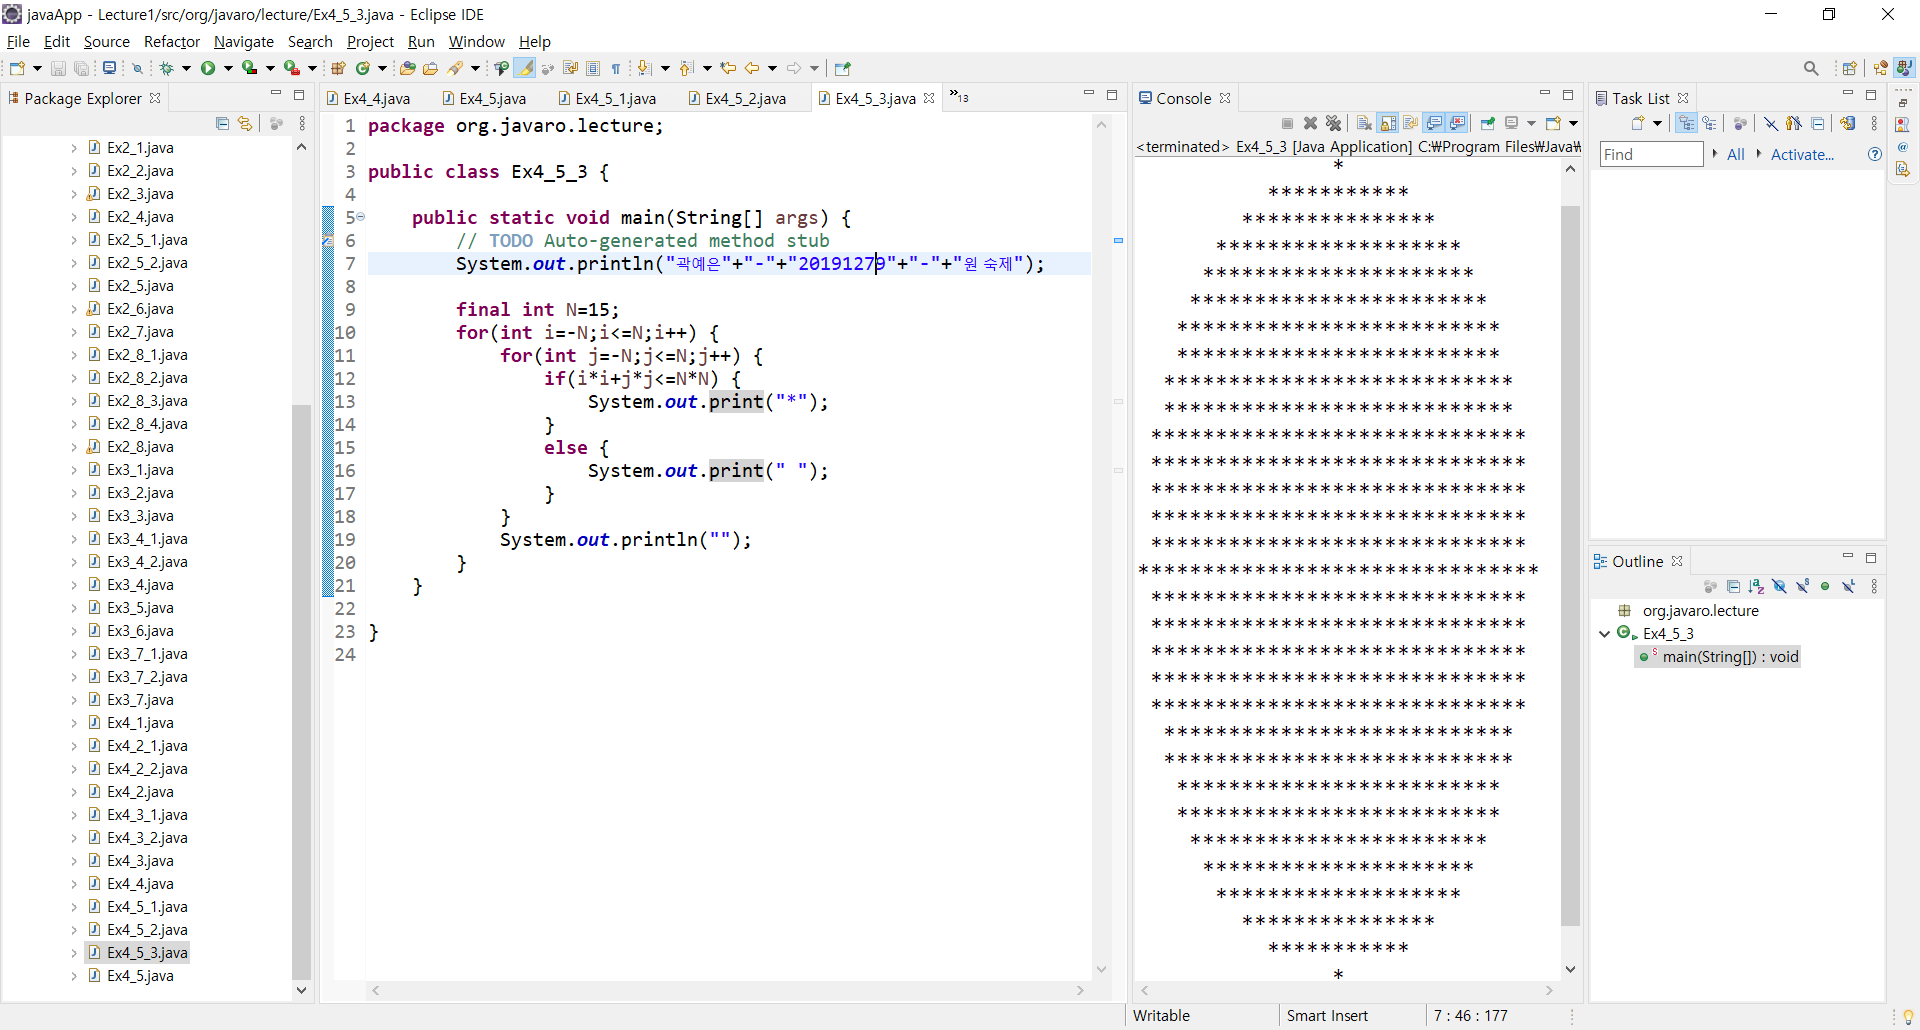 javaApp - Lecture1/src/org/javaro/lecture/Ex4_5_3.java - Eclipse IDE
File Edit Source Refactor Navigate Search Project Run Window Help
Package Explorer
Ex2_1.java
Ex2_2.java
Ex2_3.java
Ex2_4.java
Ex2_5_1.java
Ex2_5_2.java
Ex2_5.java
Ex2_6.java
Ex2_7.java
Ex2_8_1.java
Ex2_8_2.java
Ex2_8_3.java
Ex2_8_4.java
Ex2_8.java
Ex3_1.java
Ex3_2.java
Ex3_3.java
Ex3_4_1.java
Ex3_4_2.java
Ex3_4.java
Ex3_5.java
Ex3_6.java
Ex3_7_1.java
Ex3_7_2.java
Ex3_7.java
Ex4_1.java
Ex4_2_1.java
Ex4_2_2.java
Ex4_2.java
Ex4_3_1.java
Ex4_3_2.java
Ex4_3.java
Ex4_4.java
Ex4_5_1.java
Ex4_5_2.java
Ex4_5_3.java
Ex4_5.java
Ex4_4.java Ex4_5.java Ex4_5_1.java Ex4_5_2.java Ex4_5_3.java »13
1 package org.javaro.lecture;
2
3 public class Ex4_5_3 {
4
5 public static void main(String[] args) {
6 // TODO Auto-generated method stub
7 System.out.println("곽예은"+"-"+"20191279"+"-"+"원 숙제");
8
9 final int N=15;
10 for(int i=-N;i<=N;i++) {
11 for(int j=-N;j<=N;j++) {
12 if(i*i+j*j<=N*N) {
13 System.out.print("*");
14 }
15 else {
16 System.out.print(" ");
17 }
18 }
19 System.out.println("");
20 }
21 }
22
23 }
24
Console
<terminated> Ex4_5_3 [Java Application] C:₩Program Files₩Java₩
*
***********
***************
*******************
*********************
***********************
*************************
*************************
***************************
***************************
*****************************
*****************************
*****************************
*****************************
*****************************
*******************************
*****************************
*****************************
*****************************
*****************************
*****************************
***************************
***************************
*************************
*************************
***********************
*********************
*******************
***************
***********
*
Task List
Find All Activate...
Outline
org.javaro.lecture
Ex4_5_3
main(String[]) : void
Writable Smart Insert 7 : 46 : 177